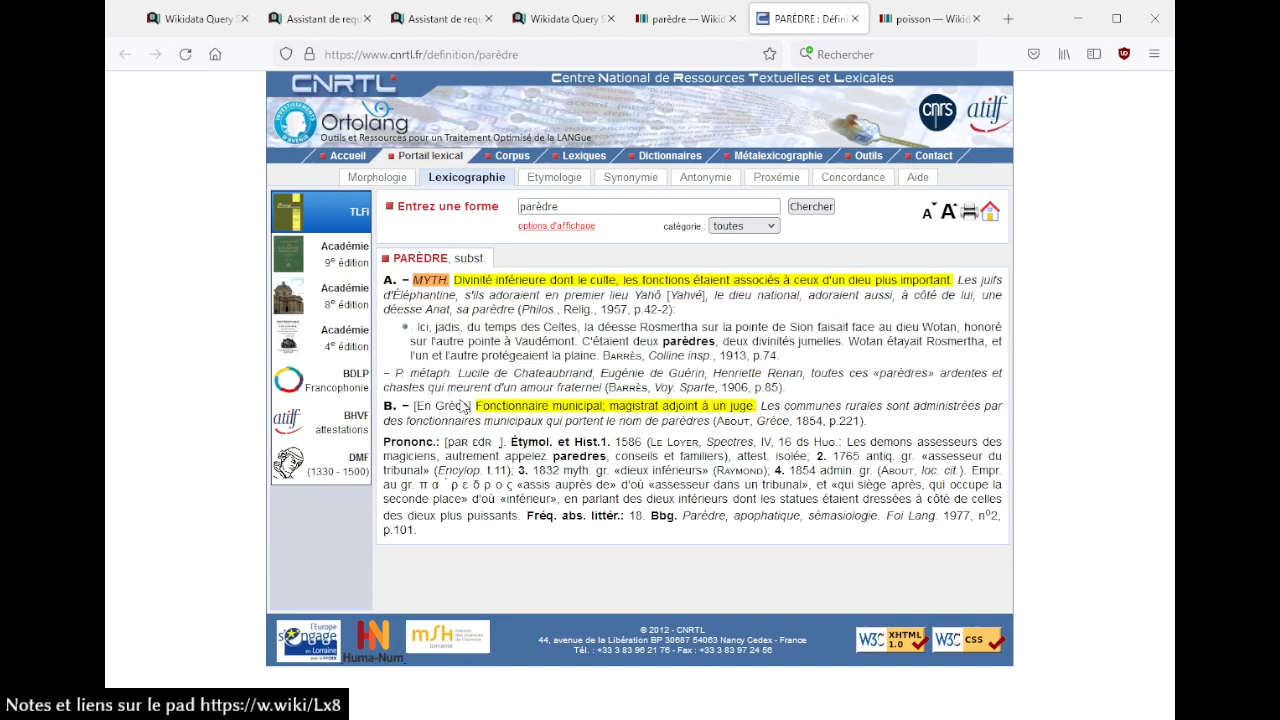 Wikidata Query S
Assistant de requ
Assistant de requ
Wikidata Query S
parèdre — Wikid
PARÈDRE : Défini
poisson — Wikid
https://www.cnrtl.fr/definition/parèdre
Rechercher
CNRTL
Centre National de Ressources Textuelles et Lexicales
Ortolang
Outils et Ressources pour un Traitement Optimisé de la LANGue
cnrs
atilf
Accueil
Portail lexical
Corpus
Lexiques
Dictionnaires
Métalexicographie
Outils
Contact
Morphologie
Lexicographie
Etymologie
Synonymie
Antonymie
Proxémie
Concordance
Aide
TLFi
Académie
9e édition
Académie
8e édition
Académie
4e édition
BDLP
Francophonie
atilf
BHVF
attestations
DMF
(1330 - 1500)
Entrez une forme
parèdre
Chercher
options d'affichage
catégorie :
toutes
A A
PARÈDRE, subst.
A. − MYTH. Divinité inférieure dont le culte, les fonctions étaient associés à ceux d'un dieu plus important. Les juifs
d'Éléphantine, s'ils adoraient en premier lieu Yahô [Yahvé], le dieu national, adoraient aussi, à côté de lui, une
déesse Anat, sa parèdre (Philos., Relig., 1957, p.42-2):
. Ici, jadis, du temps des Celtes, la déesse Rosmertha sur la pointe de Sion faisait face au dieu Wotan, honoré
sur l'autre pointe à Vaudémont. C'étaient deux parèdres, deux divinités jumelles. Wotan étayait Rosmertha, et
l'un et l'autre protégeaient la plaine. Barrès, Colline insp., 1913, p.74.
− P. métaph. Lucile de Chateaubriand, Eugénie de Guérin, Henriette Renan, toutes ces «parèdres» ardentes et
chastes qui meurent d'un amour fraternel (Barrès, Voy. Sparte, 1906, p.85).
B. − [En Grèce] Fonctionnaire municipal; magistrat adjoint à un juge. Les communes rurales sont administrées par
des fonctionnaires municipaux qui portent le nom de parèdres (About, Grèce, 1854, p.221).
Prononc.: [paʀ ɛdʀ ]. Étymol. et Hist.1. 1586 (Le Loyer, Spectres, IV, 16 ds Hug.: Les demons assesseurs des
magiciens, autrement appelez paredres, conseils et familiers), attest. isolée; 2. 1765 antiq. gr. «assesseur du
tribunal» (Encyclop. t.11); 3. 1832 myth. gr. «dieux inférieurs» (Raymond); 4. 1854 admin. gr. (About, loc. cit.). Empr.
au gr. π α ́ ρ ε δ ρ ο ς «assis auprès de» d'où «assesseur dans un tribunal», et «qui siège après, qui occupe la
seconde place» d'où «inférieur», en parlant des dieux inférieurs dont les statues étaient dressées à côté de celles
des dieux plus puissants. Fréq. abs. littér.: 18. Bbg. Parèdre, apophatique, sémasiologie. Foi Lang. 1977, no2,
p.101.
l'Europe
s'engage
en Lorraine
Huma-Num
msh
lorraine
© 2012 - CNRTL
44, avenue de la Libération BP 30687 54063 Nancy Cedex - France
Tél. : +33 3 83 96 21 76 - Fax : +33 3 83 97 24 56
W3C XHTML 1.0
W3C CSS
Notes et liens sur le pad https://w.wiki/Lx8